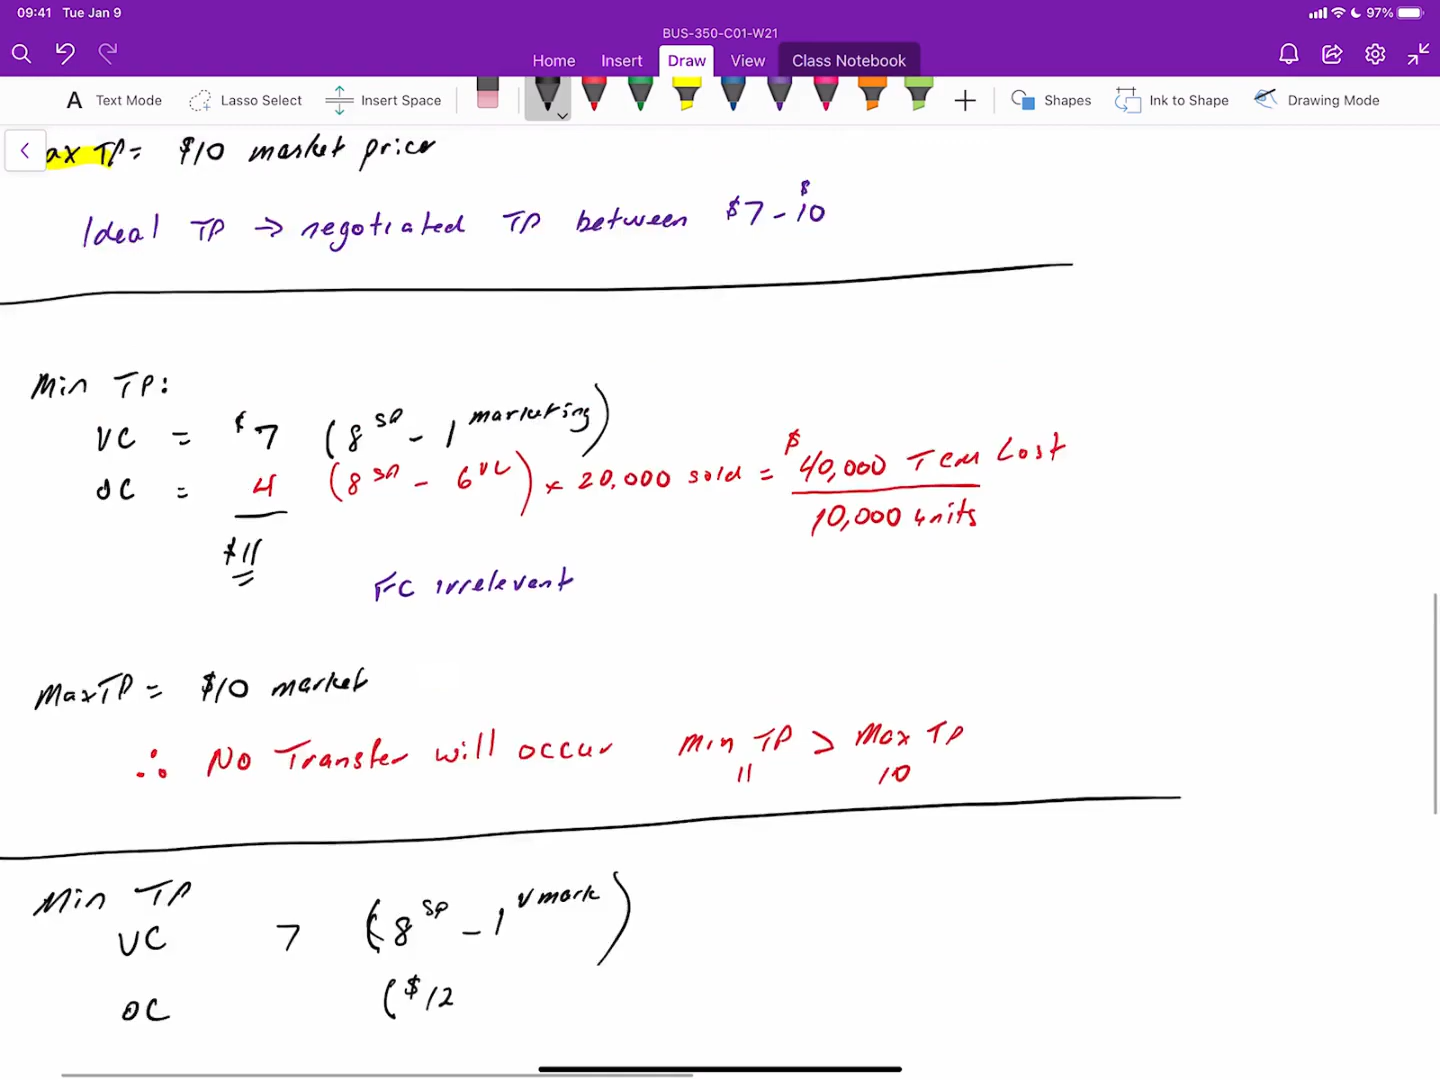 09:41 Tue Jan 9 97%
BUS-350-C01-W21
Home Insert Draw View Class Notebook
Text Mode Lasso Select Insert Space Shapes Ink to Shape Drawing Mode
ax TP= $10 market price
Ideal TP → negotiated TP between $7 - $10
Min TP:
VC = $7 (8 SP - 1 marketing)
OC = 4 (8 SP - 6 VC) × 20,000 sold = $40,000 Tcm Lost
10,000 units
$11
FC irrelevant
Max TP = $10 market
∴ No Transfer will occur Min TP > Max TP
11 10
Min TP
VC 7 (8 SP - 1 V mark)
OC ($12